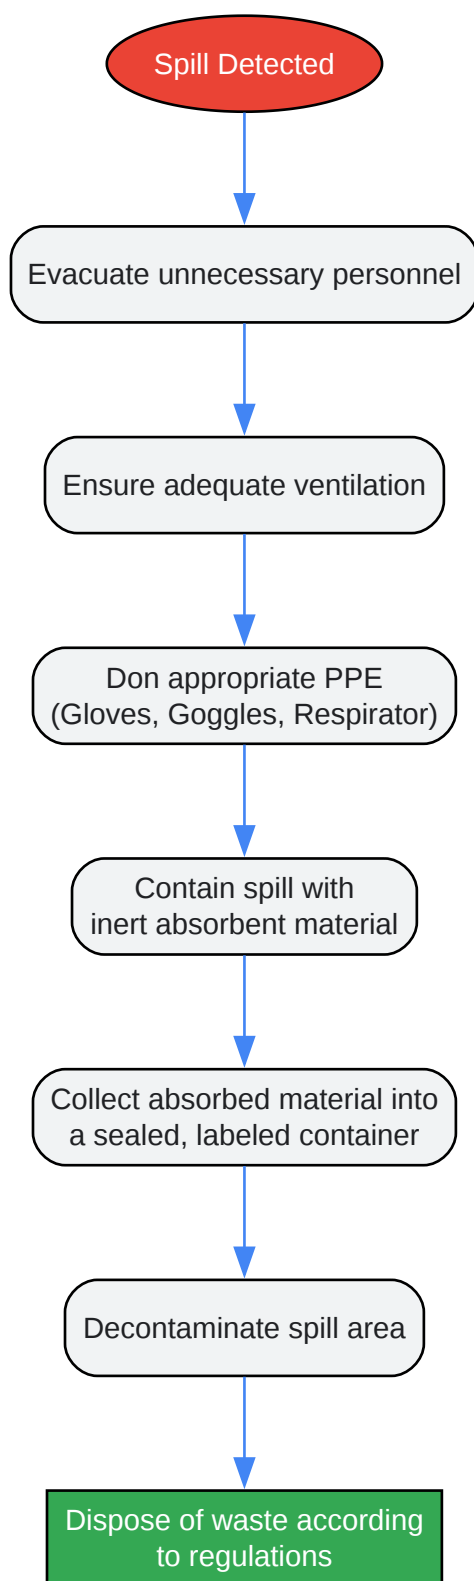 Spill Detected
Evacuate unnecessary personnel
Ensure adequate ventilation
Don appropriate PPE
(Gloves, Goggles, Respirator)
Contain spill with
inert absorbent material
Collect absorbed material into
a sealed, labeled container
Decontaminate spill area
Dispose of waste according
to regulations